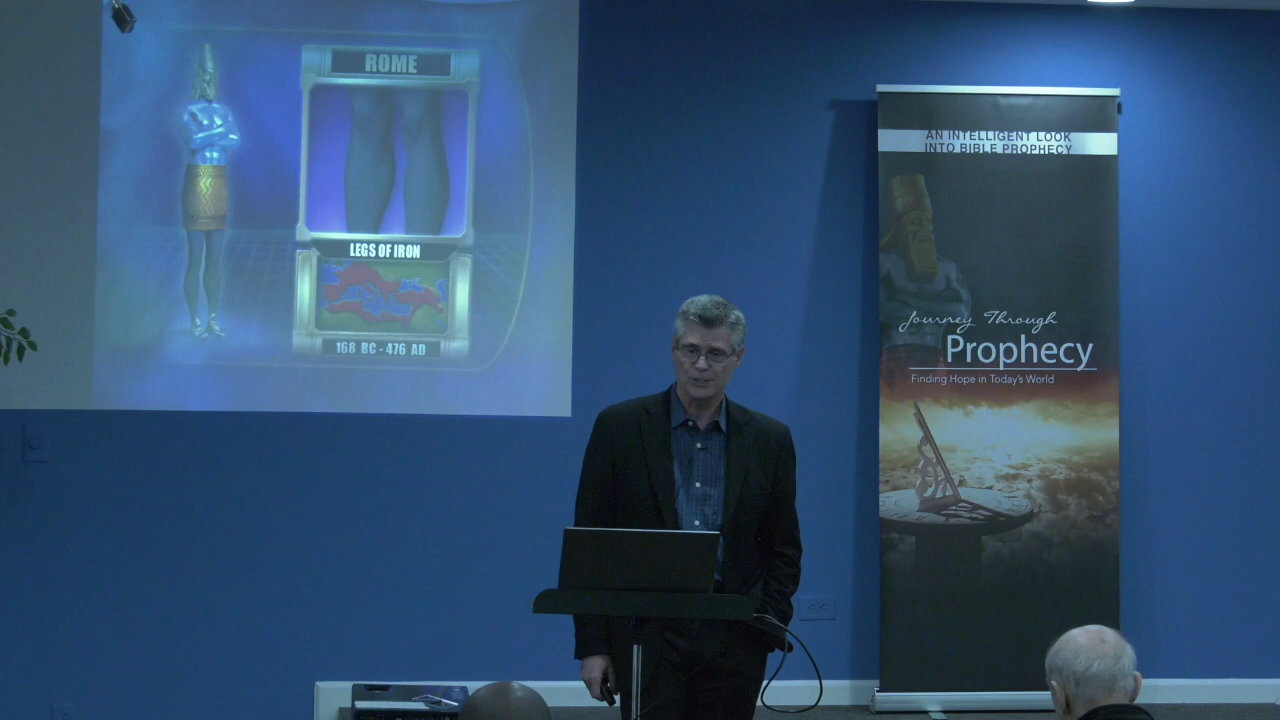 ROME
LEGS OF IRON
168 BC - 476 AD
AN INTELLIGENT LOOK
INTO BIBLE PROPHECY
Journey Through
Prophecy
Finding Hope in Today's World